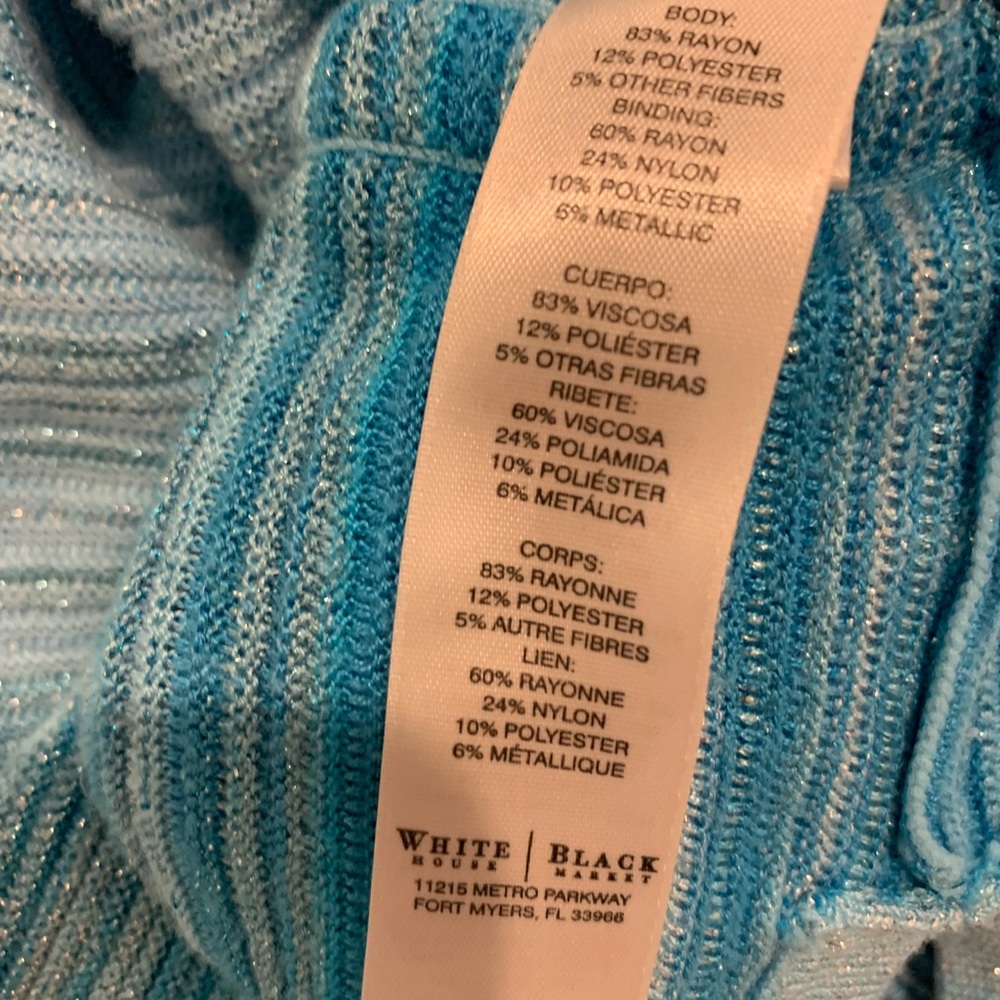 BODY:
83% RAYON
12% POLYESTER
5% OTHER FIBERS
BINDING:
60% RAYON
24% NYLON
10% POLYESTER
6% METALLIC
CUERPO:
83% VISCOSA
12% POLIÉSTER
5% OTRAS FIBRAS
RIBETE:
60% VISCOSA
24% POLIAMIDA
10% POLIÉSTER
6% METÁLICA
CORPS:
83% RAYONNE
12% POLYESTER
5% AUTRE FIBRES
LIEN:
60% RAYONNE
24% NYLON
10% POLYESTER
6% MÉTALLIQUE
WHITE | BLACK
HOUSE MARKET
11215 METRO PARKWAY
FORT MYERS, FL 33966